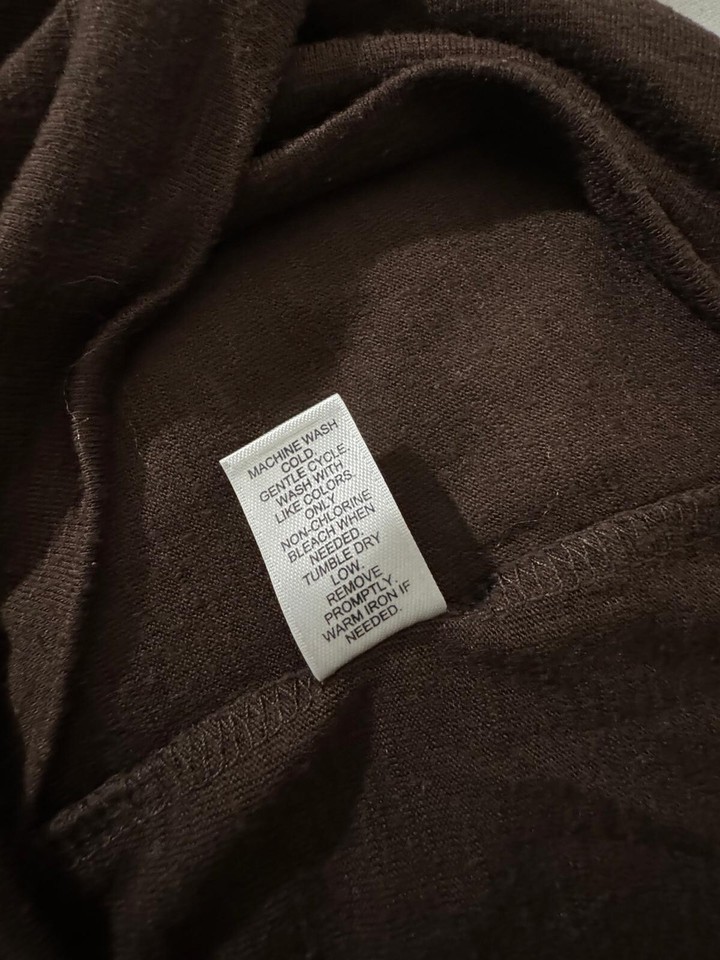 MACHINE WASH
COLD
GENTLE CYCLE.
WASH WITH
LIKE COLORS.
ONLY
NON-CHLORINE
BLEACH WHEN
NEEDED.
TUMBLE DRY
LOW.
REMOVE
PROMPTLY.
WARM IRON IF
NEEDED.